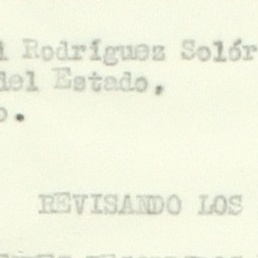 l Rodríguez Solór
del Estado.
o.
REVISANDO LOS